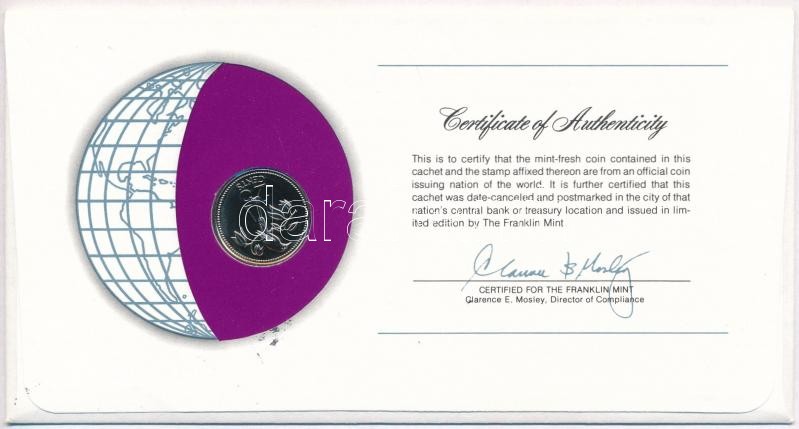 Certificate of Authenticity
This is to certify that the mint-fresh coin contained in this
cachet and the stamp affixed thereon are from an official coin
issuing nation of the world. It is further certified that this
cachet was date-canceled and postmarked in the city of that
nation's central bank or treasury location and issued in lim-
ited edition by The Franklin Mint
CERTIFIED FOR THE FRANKLIN MINT
Clarence E. Mosley, Director of Compliance
CENTS